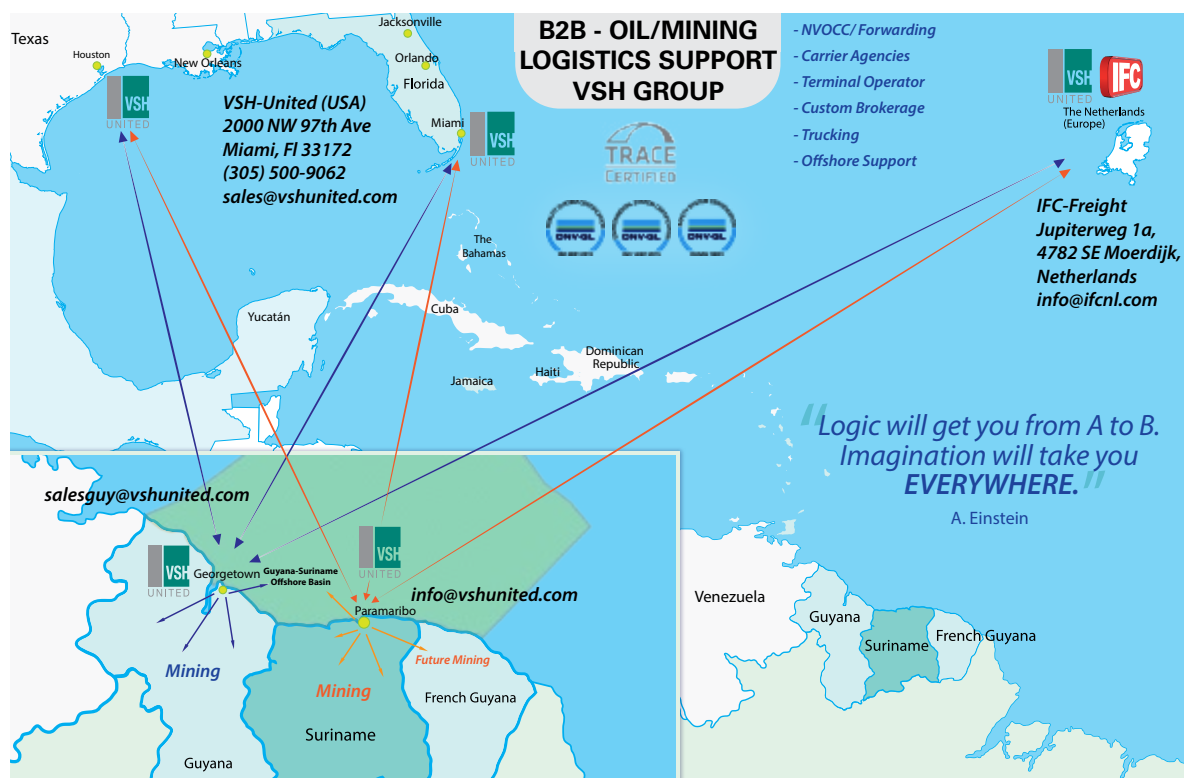 B2B - OIL/MINING
LOGISTICS SUPPORT
VSH GROUP
- NVOCC/ Forwarding
- Carrier Agencies
- Terminal Operator
- Custom Brokerage
- Trucking
- Offshore Support
TRACE
CERTIFIED
DNV·GL
DNV·GL
DNV·GL
Texas
Houston
New Orleans
Jacksonville
Orlando
Florida
Miami
VSH
UNITED
VSH-United (USA)
2000 NW 97th Ave
Miami, Fl 33172
(305) 500-9062
sales@vshunited.com
VSH
UNITED
VSH
UNITED
IFC
The Netherlands
(Europe)
IFC-Freight
Jupiterweg 1a,
4782 SE Moerdijk,
Netherlands
info@ifcnl.com
The
Bahamas
Yucatán
Cuba
Jamaica
Haiti
Dominican
Republic
“Logic will get you from A to B.
Imagination will take you
EVERYWHERE.”
A. Einstein
salesguy@vshunited.com
VSH
UNITED
Georgetown
Guyana-Suriname
Offshore Basin
VSH
UNITED
info@vshunited.com
Paramaribo
Mining
Mining
Future Mining
French Guyana
Suriname
Guyana
Venezuela
Guyana
Suriname
French Guyana